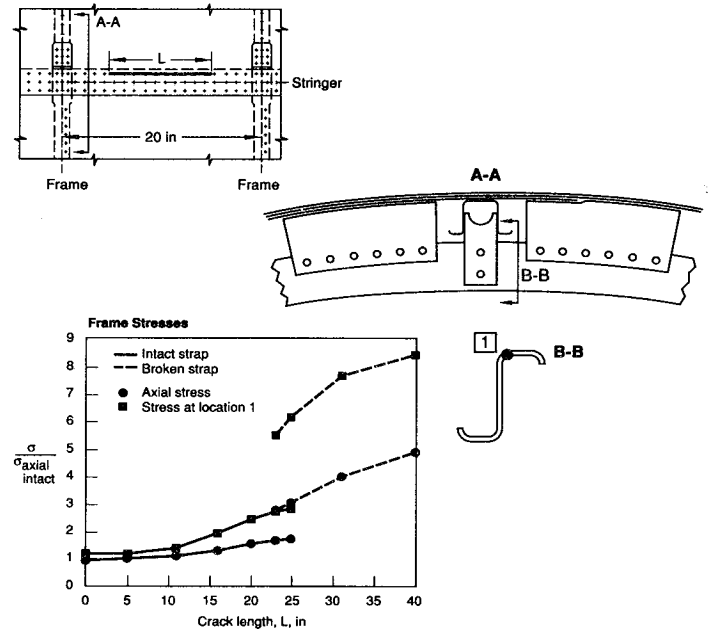 A-A
L
Stringer
20 in
Frame
Frame
A-A
B-B
Frame Stresses
Intact strap
Broken strap
Axial stress
Stress at location 1
σ
σaxial
intact
9
8
7
6
5
4
3
2
1
0
0 5 10 15 20 25 30 35 40
Crack length, L, in
1
B-B